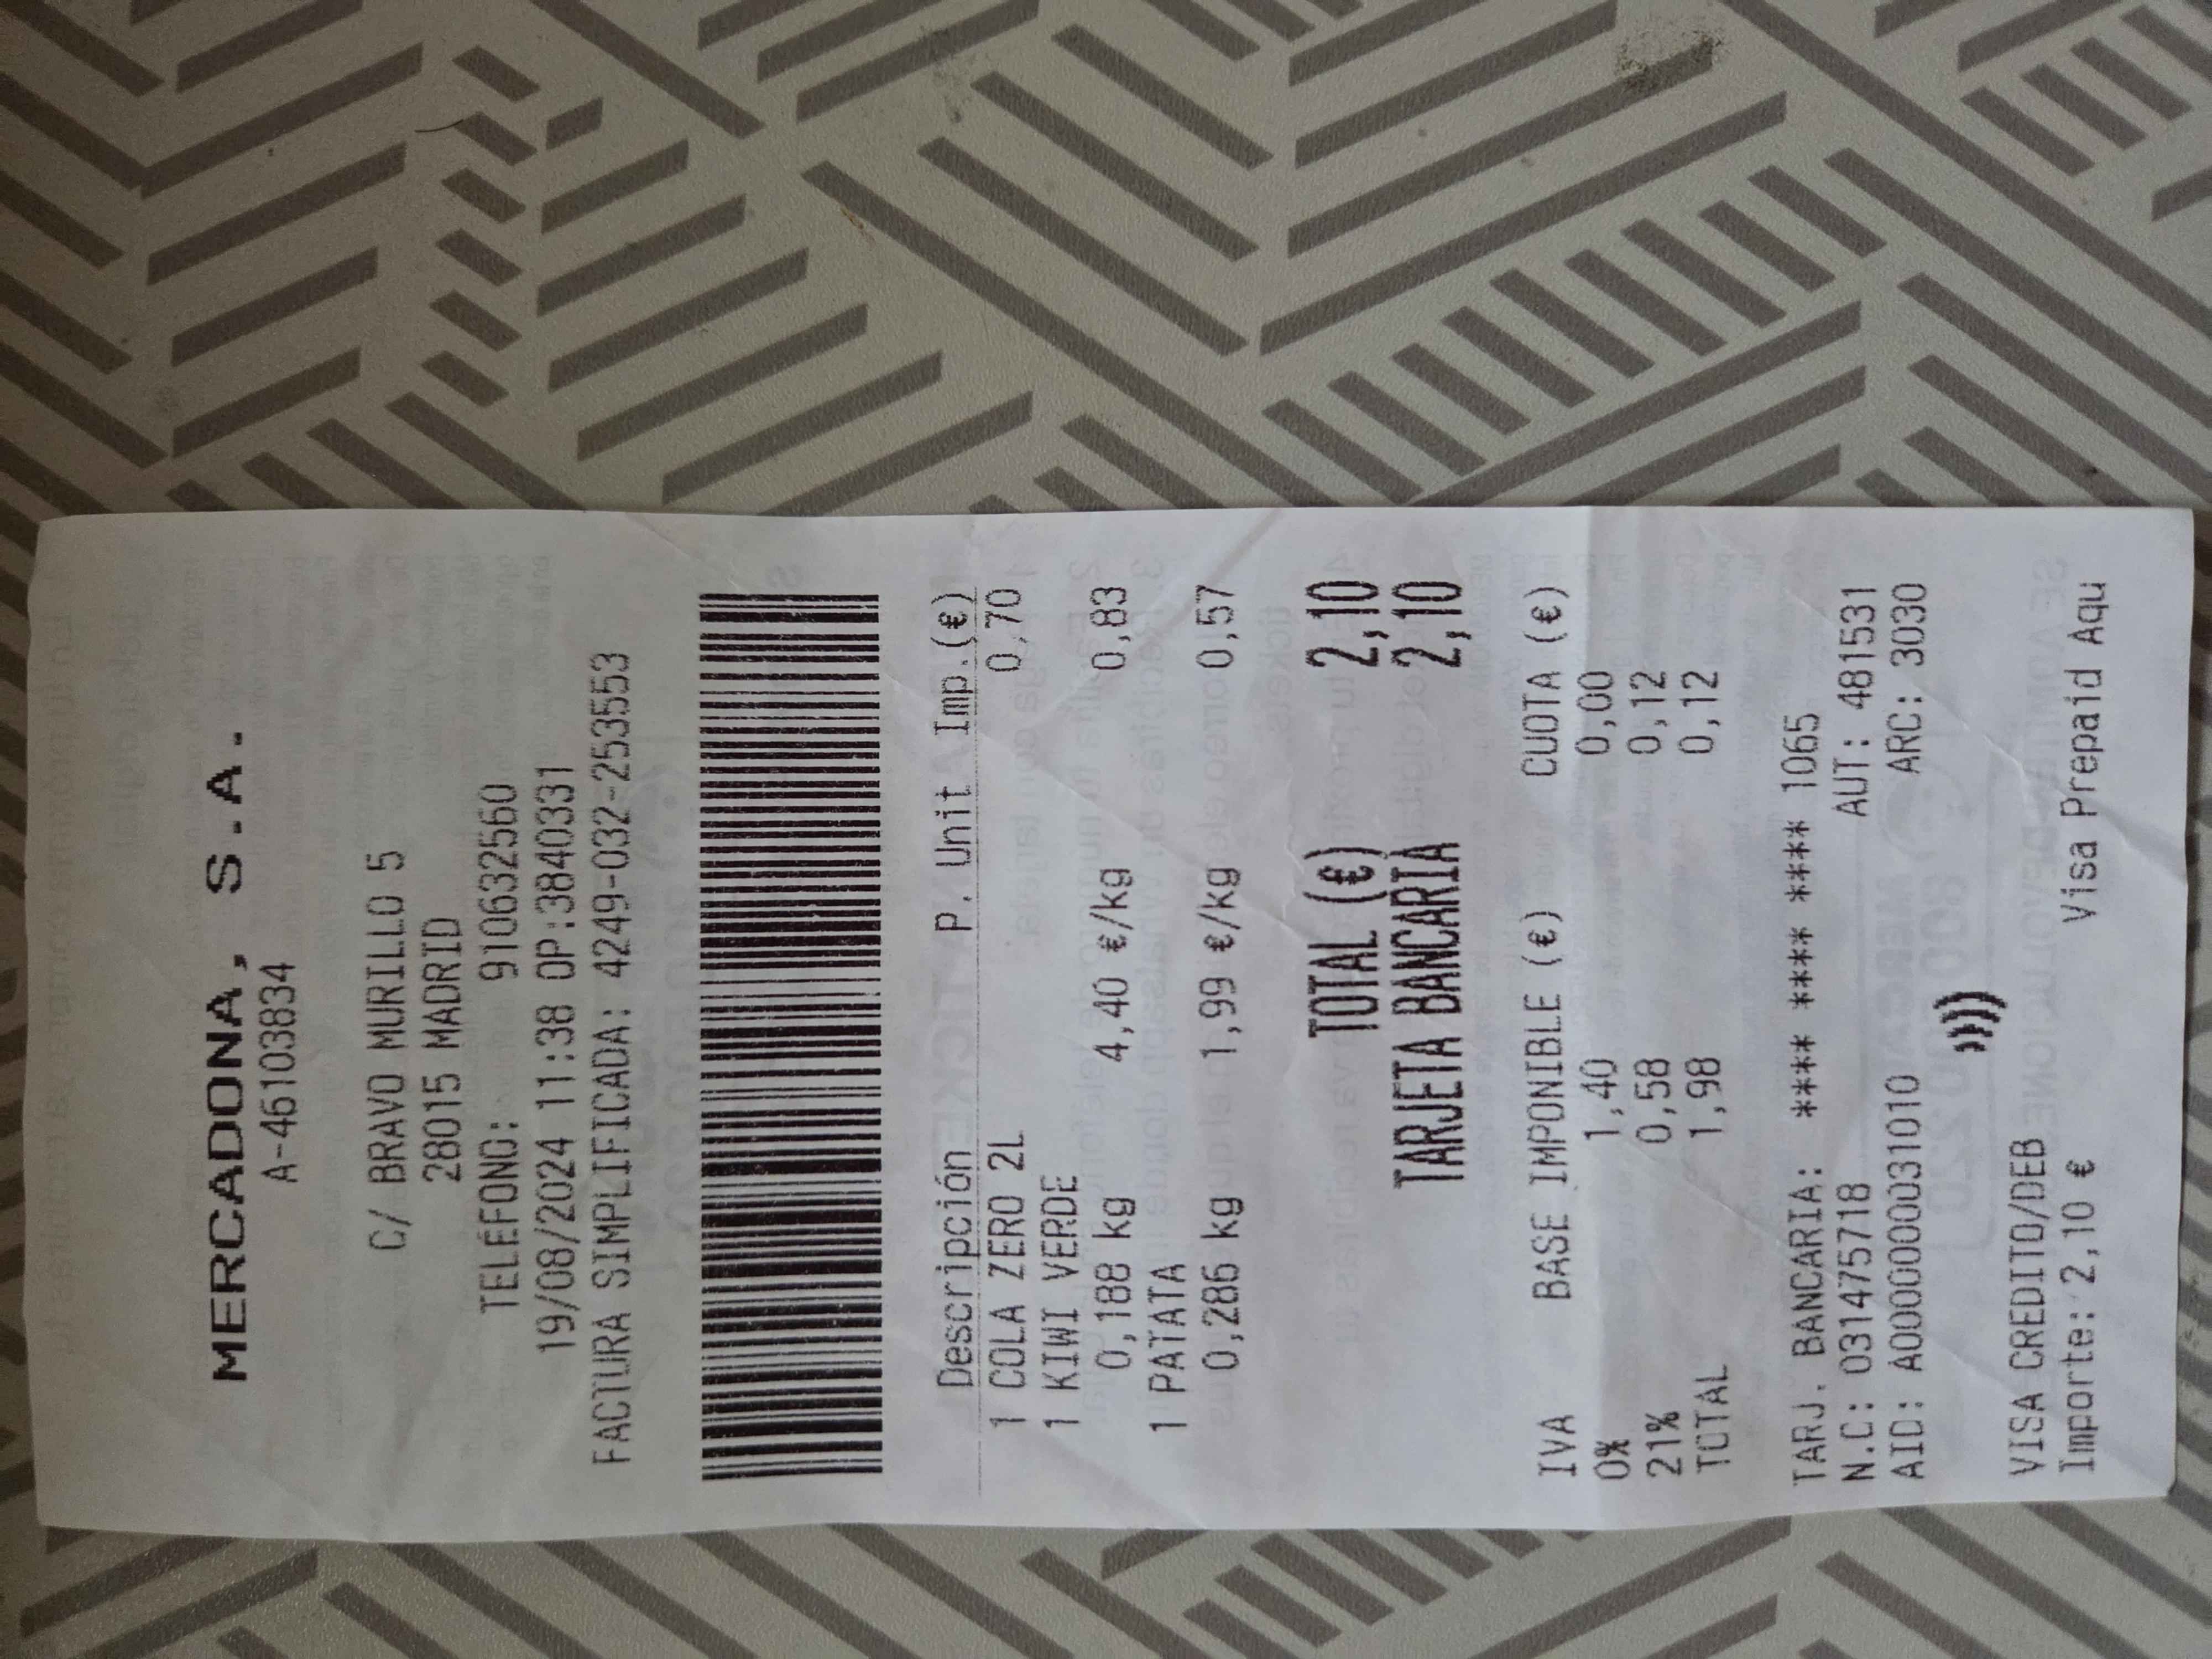 MERCADONA, S.A.
A-46103834
C/ BRAVO MURILLO 5
28015 MADRID
TELÉFONO: 910632560
19/08/2024 11:38 OP:3840331
FACTURA SIMPLIFICADA: 4249-032-253553
Descripción P. Unit Imp.(€)
1 COLA ZERO 2L 0,70
1 KIWI VERDE
0,188 kg 4,40 €/kg 0,83
1 PATATA
0,286 kg 1,99 €/kg 0,57
TOTAL (€) 2,10
TARJETA BANCARIA 2,10
IVA BASE IMPONIBLE (€) CUOTA (€)
0% 1,40 0,00
21% 0,58 0,12
TOTAL 1,98 0,12
TARJ. BANCARIA: **** **** **** 1065
N.C: 031475718 AUT: 481531
AID: A0000000031010 ARC: 3030
VISA CREDITO/DEB
Importe: 2,10 € Visa Prepaid Aqu